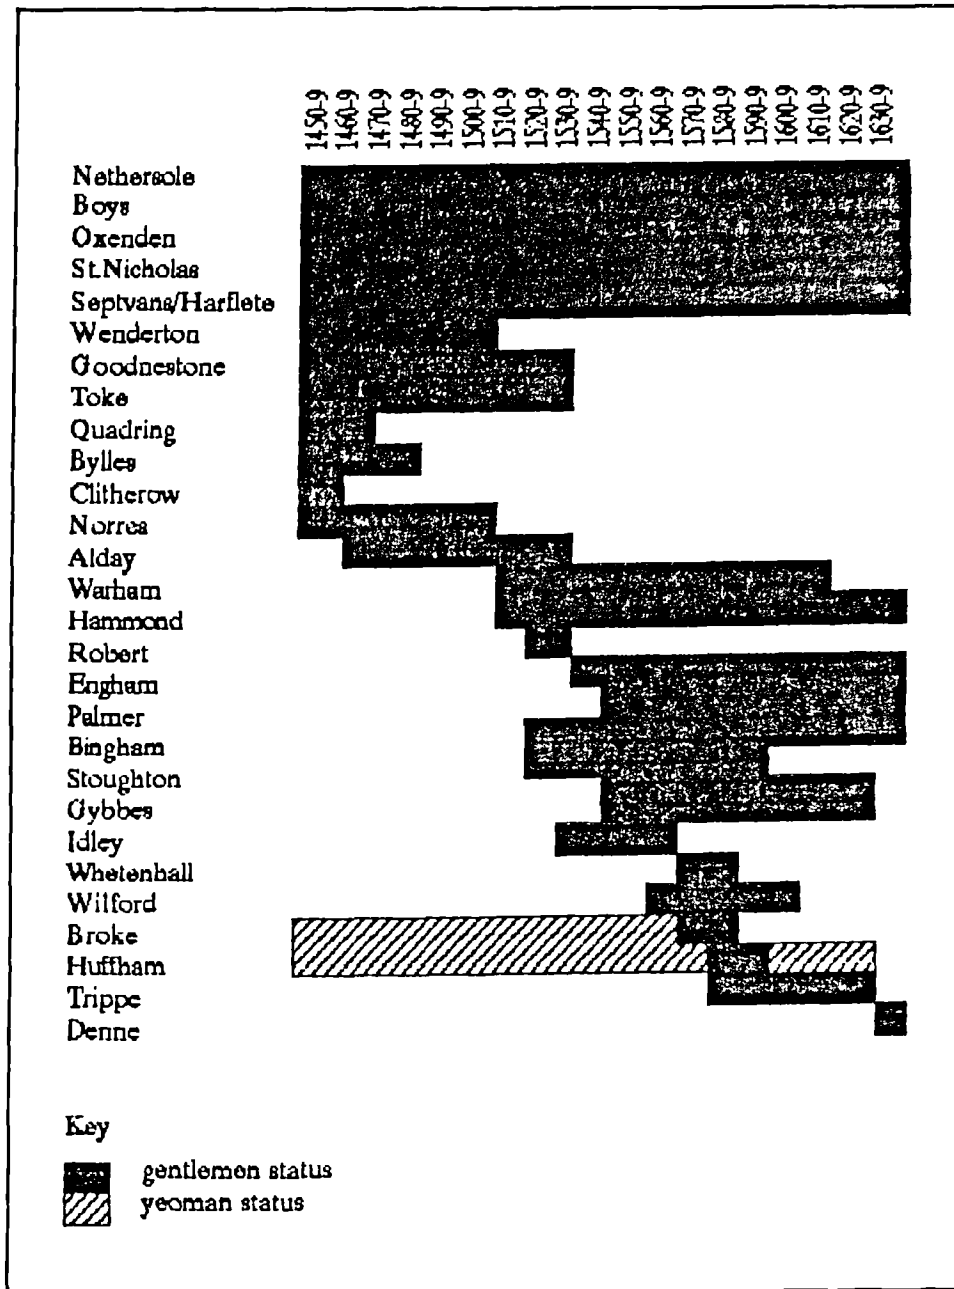 1450-9
1460-9
1470-9
1480-9
1490-9
1500-9
1510-9
1520-9
1530-9
1540-9
1550-9
1560-9
1570-9
1580-9
1590-9
1600-9
1610-9
1620-9
1630-9
Nethersole
Boys
Oxenden
St.Nicholas
Septvans/Harflete
Wenderton
Goodnestone
Toke
Quadring
Bylles
Clitherow
Norres
Alday
Warham
Hammond
Robert
Engham
Palmer
Bingham
Stoughton
Gybbes
Idley
Whetenhall
Wilford
Broke
Huffham
Trippe
Denne
Key
gentlemen status
yeoman status